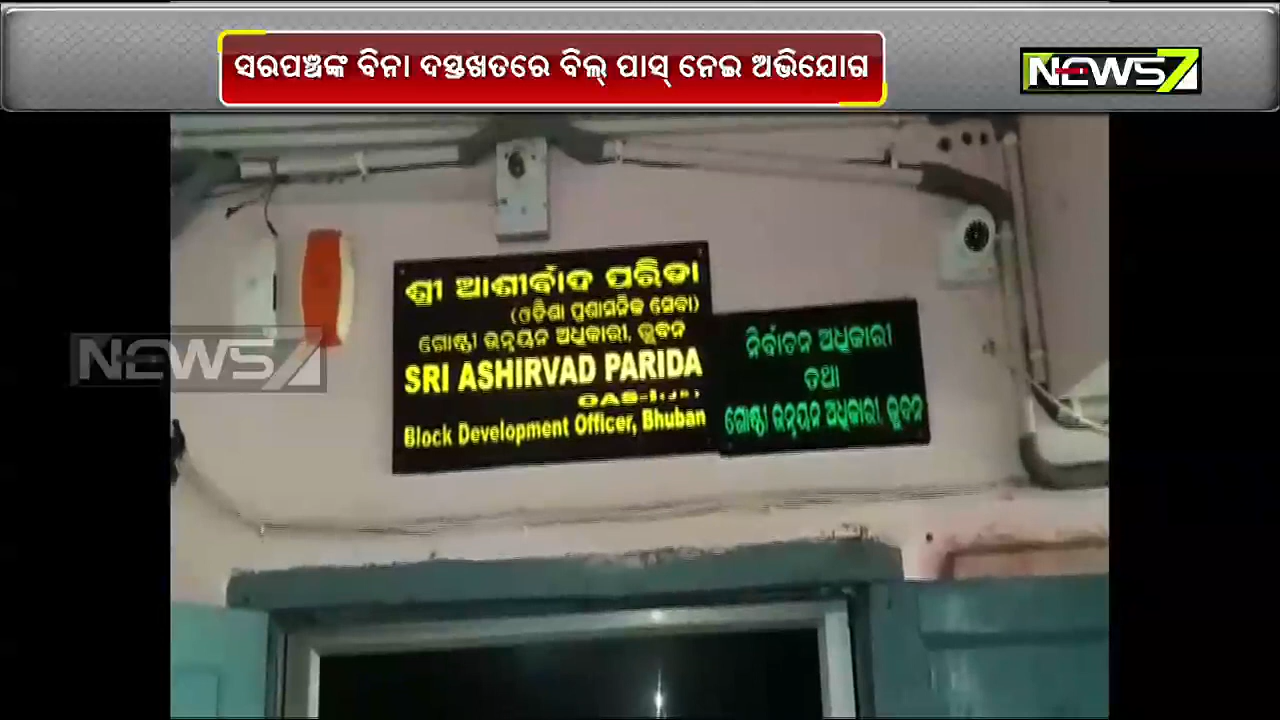 ସରପଞ୍ଚଙ୍କ ବିନା ଦସ୍ତଖତରେ ବିଲ୍ ପାସ୍ ନେଇ ଅଭିଯୋଗ
NEWS7
ଶ୍ରୀ ଆଶୀର୍ବାଦ ପରିଡା
(ଓଡ଼ିଶା ପ୍ରଶାସନିକ ସେବା)
ଗୋଷ୍ଠୀ ଉନ୍ନୟନ ଅଧିକାରୀ, ଭୁବନ
SRI ASHIRVAD PARIDA
Block Development Officer, Bhuban
ନିର୍ବାଚନ ଅଧିକାରୀ
ତଥା
ଗୋଷ୍ଠୀ ଉନ୍ନୟନ ଅଧିକାରୀ, ଭୁବନ
NEWS7